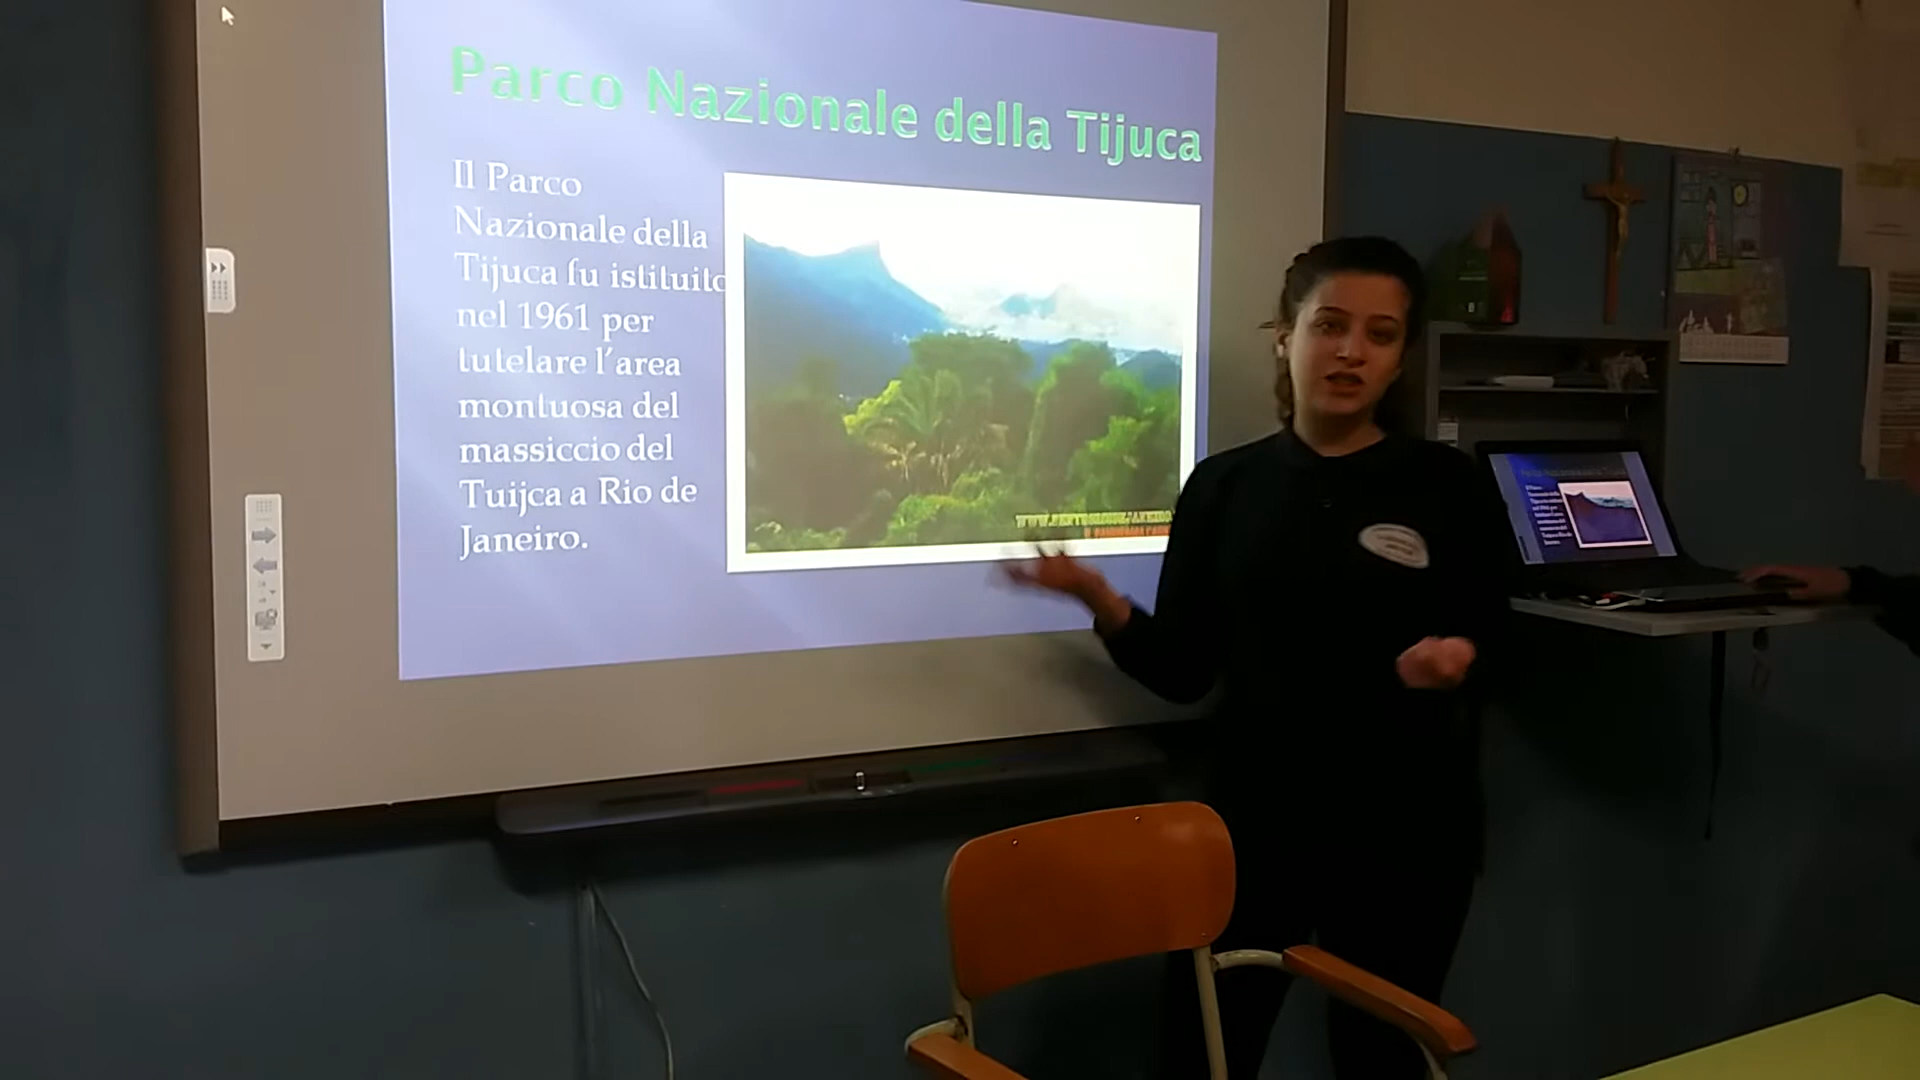 Parco Nazionale della Tijuca
Il Parco
Nazionale della
Tijuca fu istituito
nel 1961 per
tutelare l'area
montuosa del
massiccio del
Tuijca a Rio de
Janeiro.